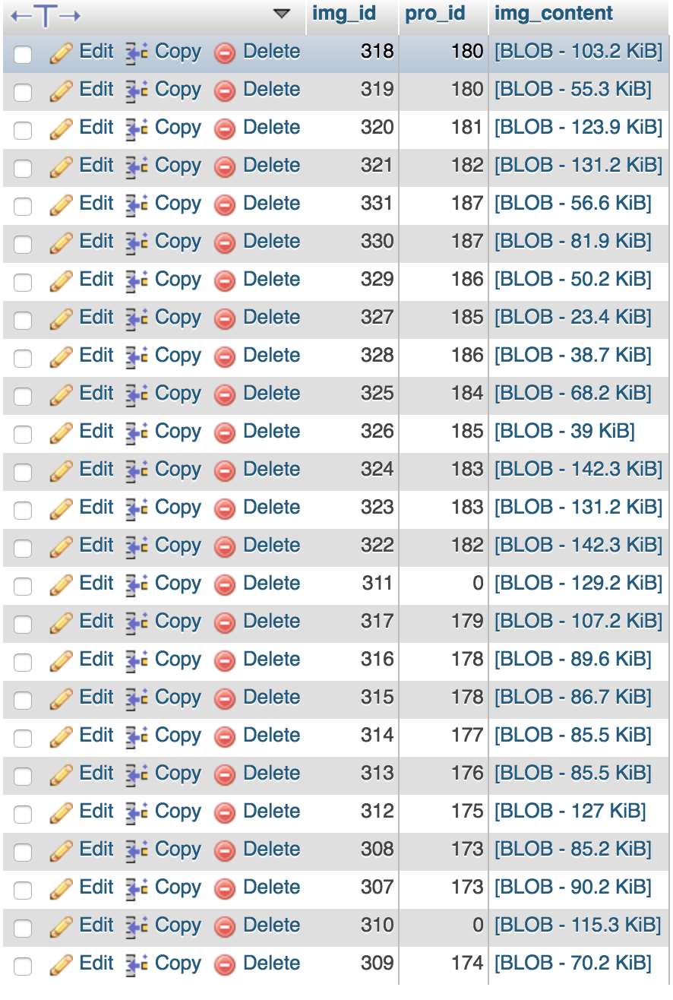 ←T→ img_id pro_id img_content
Edit Copy Delete 318 180 [BLOB - 103.2 KiB]
Edit Copy Delete 319 180 [BLOB - 55.3 KiB]
Edit Copy Delete 320 181 [BLOB - 123.9 KiB]
Edit Copy Delete 321 182 [BLOB - 131.2 KiB]
Edit Copy Delete 331 187 [BLOB - 56.6 KiB]
Edit Copy Delete 330 187 [BLOB - 81.9 KiB]
Edit Copy Delete 329 186 [BLOB - 50.2 KiB]
Edit Copy Delete 327 185 [BLOB - 23.4 KiB]
Edit Copy Delete 328 186 [BLOB - 38.7 KiB]
Edit Copy Delete 325 184 [BLOB - 68.2 KiB]
Edit Copy Delete 326 185 [BLOB - 39 KiB]
Edit Copy Delete 324 183 [BLOB - 142.3 KiB]
Edit Copy Delete 323 183 [BLOB - 131.2 KiB]
Edit Copy Delete 322 182 [BLOB - 142.3 KiB]
Edit Copy Delete 311 0 [BLOB - 129.2 KiB]
Edit Copy Delete 317 179 [BLOB - 107.2 KiB]
Edit Copy Delete 316 178 [BLOB - 89.6 KiB]
Edit Copy Delete 315 178 [BLOB - 86.7 KiB]
Edit Copy Delete 314 177 [BLOB - 85.5 KiB]
Edit Copy Delete 313 176 [BLOB - 85.5 KiB]
Edit Copy Delete 312 175 [BLOB - 127 KiB]
Edit Copy Delete 308 173 [BLOB - 85.2 KiB]
Edit Copy Delete 307 173 [BLOB - 90.2 KiB]
Edit Copy Delete 310 0 [BLOB - 115.3 KiB]
Edit Copy Delete 309 174 [BLOB - 70.2 KiB]